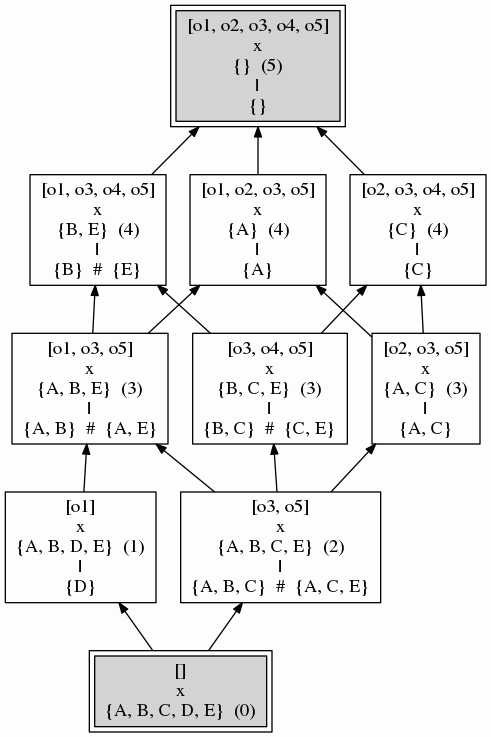 [o1, o2, o3, o4, o5]
x
{} (5)
|
{}
[o1, o3, o4, o5]
x
{B, E} (4)
|
{B} # {E}
[o1, o2, o3, o5]
x
{A} (4)
|
{A}
[o2, o3, o4, o5]
x
{C} (4)
|
{C}
[o1, o3, o5]
x
{A, B, E} (3)
|
{A, B} # {A, E}
[o3, o4, o5]
x
{B, C, E} (3)
|
{B, C} # {C, E}
[o2, o3, o5]
x
{A, C} (3)
|
{A, C}
[o1]
x
{A, B, D, E} (1)
|
{D}
[o3, o5]
x
{A, B, C, E} (2)
|
{A, B, C} # {A, C, E}
[]
x
{A, B, C, D, E} (0)